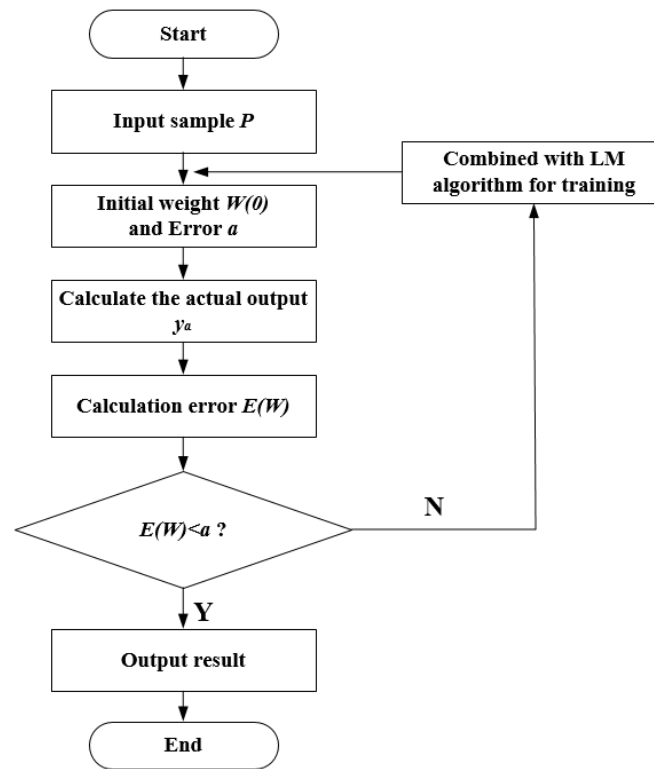 Start
Input sample P
Combined with LM
algorithm for training
Initial weight W(0)
and Error a
Calculate the actual output
yₐ
Calculation error E(W)
E(W)<a ?
N
Y
Output result
End